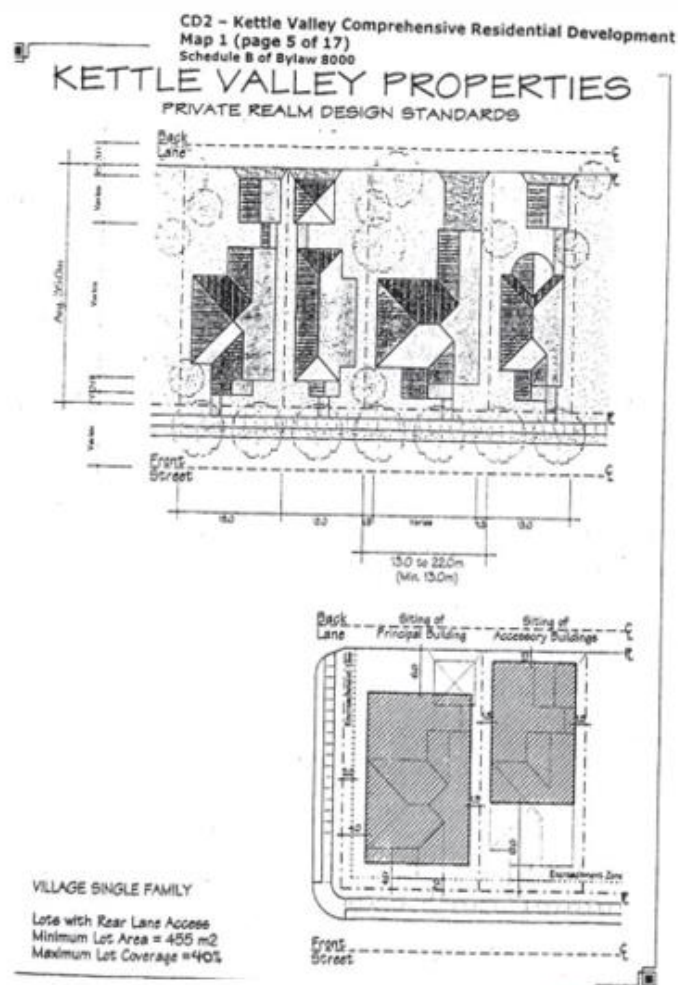 CD2 – Kettle Valley Comprehensive Residential Development
Map 1 (page 5 of 17)
Schedule B of Bylaw 8000
KETTLE VALLEY PROPERTIES
PRIVATE REALM DESIGN STANDARDS
Back
Lane
Varies
Varies
Varies
Front
Street
Varies
13.0 to 22.0m
(Min. 13.0m)
Back
Lane
Siting of
Principal Building
Siting of
Accessory Buildings
Encroachment Zone
Front
Street
VILLAGE SINGLE FAMILY
Lots with Rear Lane Access
Minimum Lot Area = 455 m2
Maximum Lot Coverage =40%